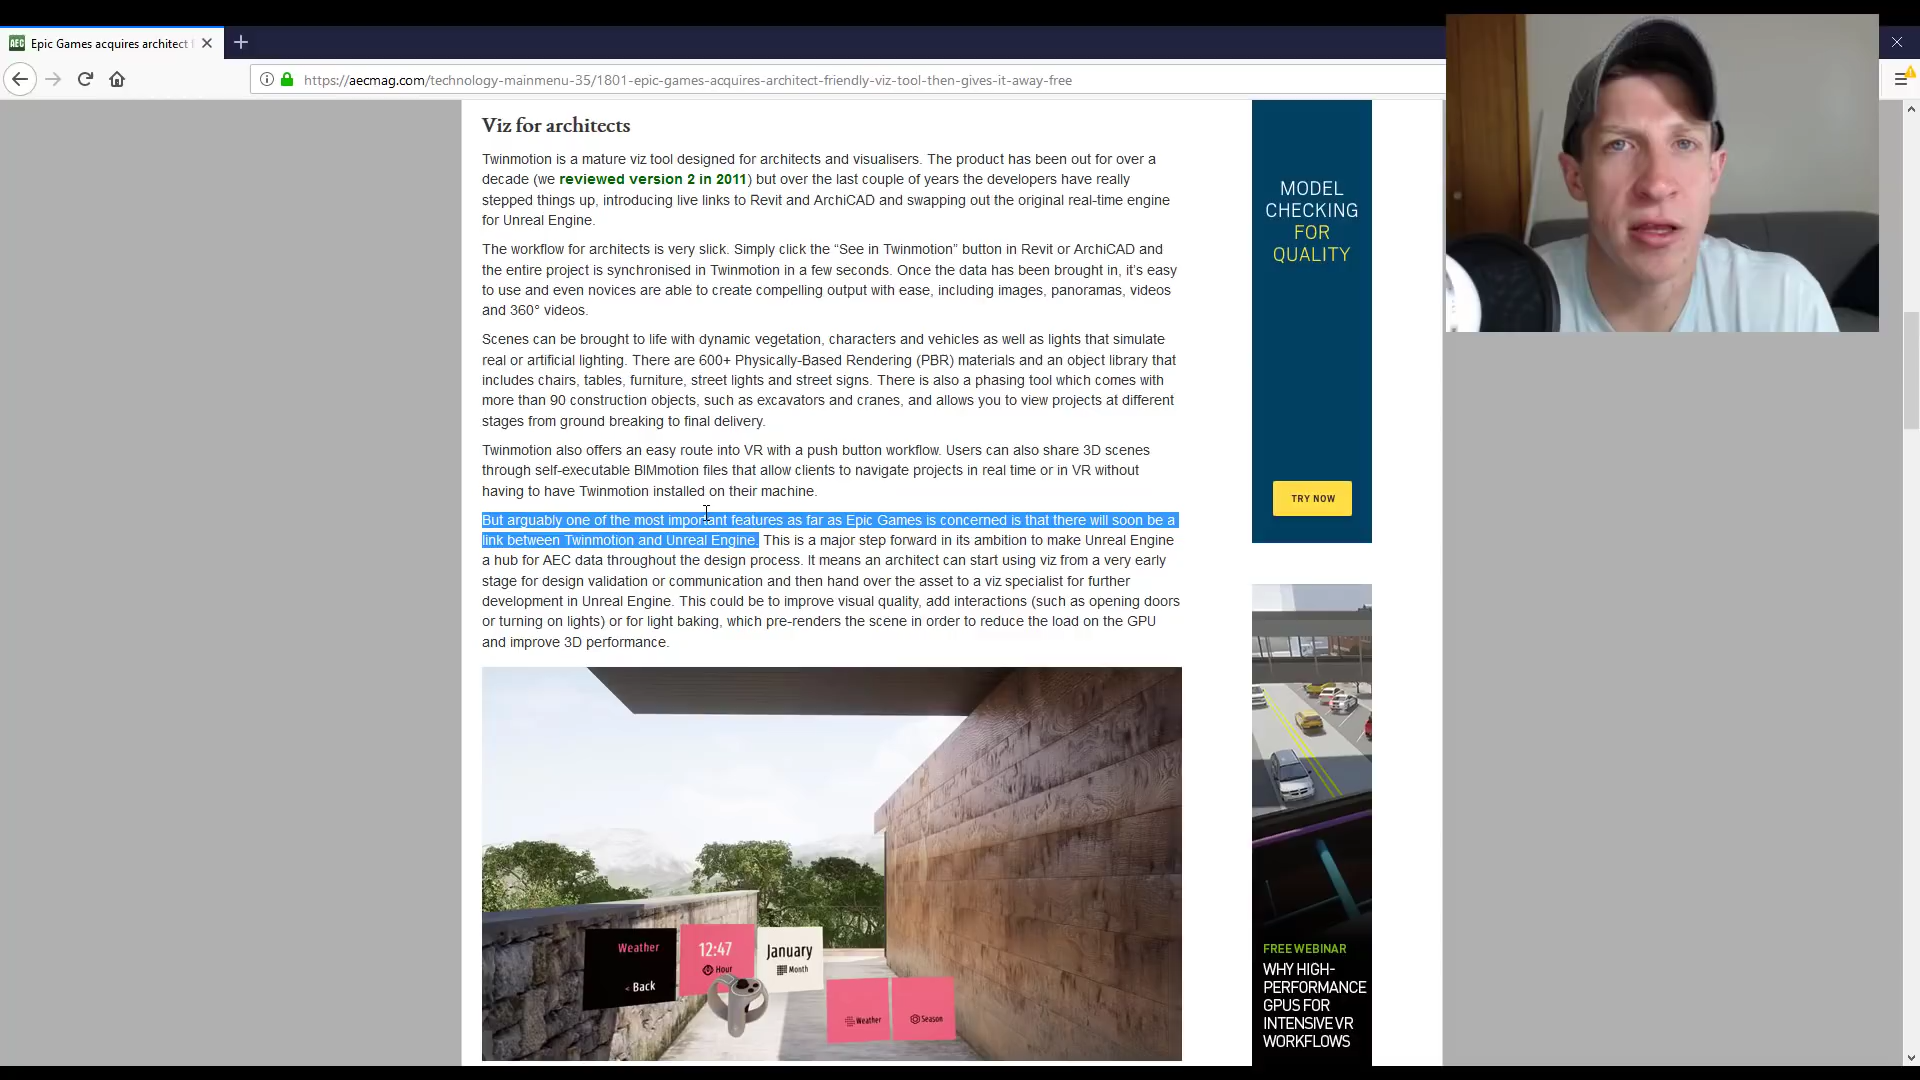 AEC Epic Games acquires architect f
https://aecmag.com/technology-mainmenu-35/1801-epic-games-acquires-architect-friendly-viz-tool-then-gives-it-away-free
Viz for architects
Twinmotion is a mature viz tool designed for architects and visualisers. The product has been out for over a
decade (we reviewed version 2 in 2011) but over the last couple of years the developers have really
stepped things up, introducing live links to Revit and ArchiCAD and swapping out the original real-time engine
for Unreal Engine.
The workflow for architects is very slick. Simply click the “See in Twinmotion” button in Revit or ArchiCAD and
the entire project is synchronised in Twinmotion in a few seconds. Once the data has been brought in, it’s easy
to use and even novices are able to create compelling output with ease, including images, panoramas, videos
and 360° videos.
Scenes can be brought to life with dynamic vegetation, characters and vehicles as well as lights that simulate
real or artificial lighting. There are 600+ Physically-Based Rendering (PBR) materials and an object library that
includes chairs, tables, furniture, street lights and street signs. There is also a phasing tool which comes with
more than 90 construction objects, such as excavators and cranes, and allows you to view projects at different
stages from ground breaking to final delivery.
Twinmotion also offers an easy route into VR with a push button workflow. Users can also share 3D scenes
through self-executable BIMmotion files that allow clients to navigate projects in real time or in VR without
having to have Twinmotion installed on their machine.
But arguably one of the most important features as far as Epic Games is concerned is that there will soon be a
link between Twinmotion and Unreal Engine. This is a major step forward in its ambition to make Unreal Engine
a hub for AEC data throughout the design process. It means an architect can start using viz from a very early
stage for design validation or communication and then hand over the asset to a viz specialist for further
development in Unreal Engine. This could be to improve visual quality, add interactions (such as opening doors
or turning on lights) or for light baking, which pre-renders the scene in order to reduce the load on the GPU
and improve 3D performance.
Weather
< Back
12:47
Hour
January
Month
Weather
Season
MODEL
CHECKING
FOR
QUALITY
TRY NOW
FREE WEBINAR
WHY HIGH-
PERFORMANCE
GPUS FOR
INTENSIVE VR
WORKFLOWS